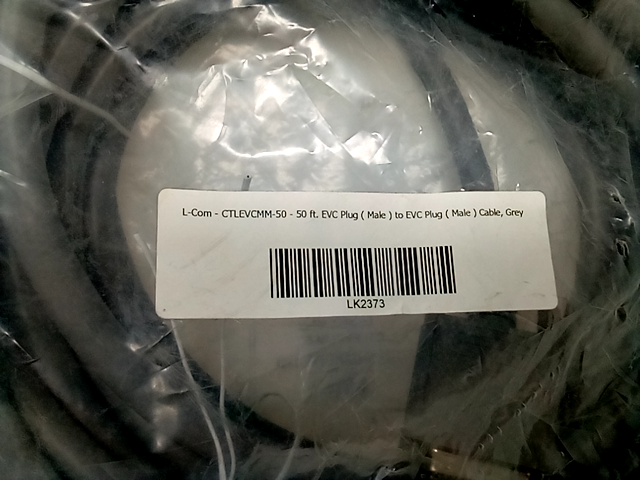 L-Com - CTLEVCMM-50 - 50 ft. EVC Plug ( Male ) to EVC Plug ( Male ) Cable, Grey
LK2373